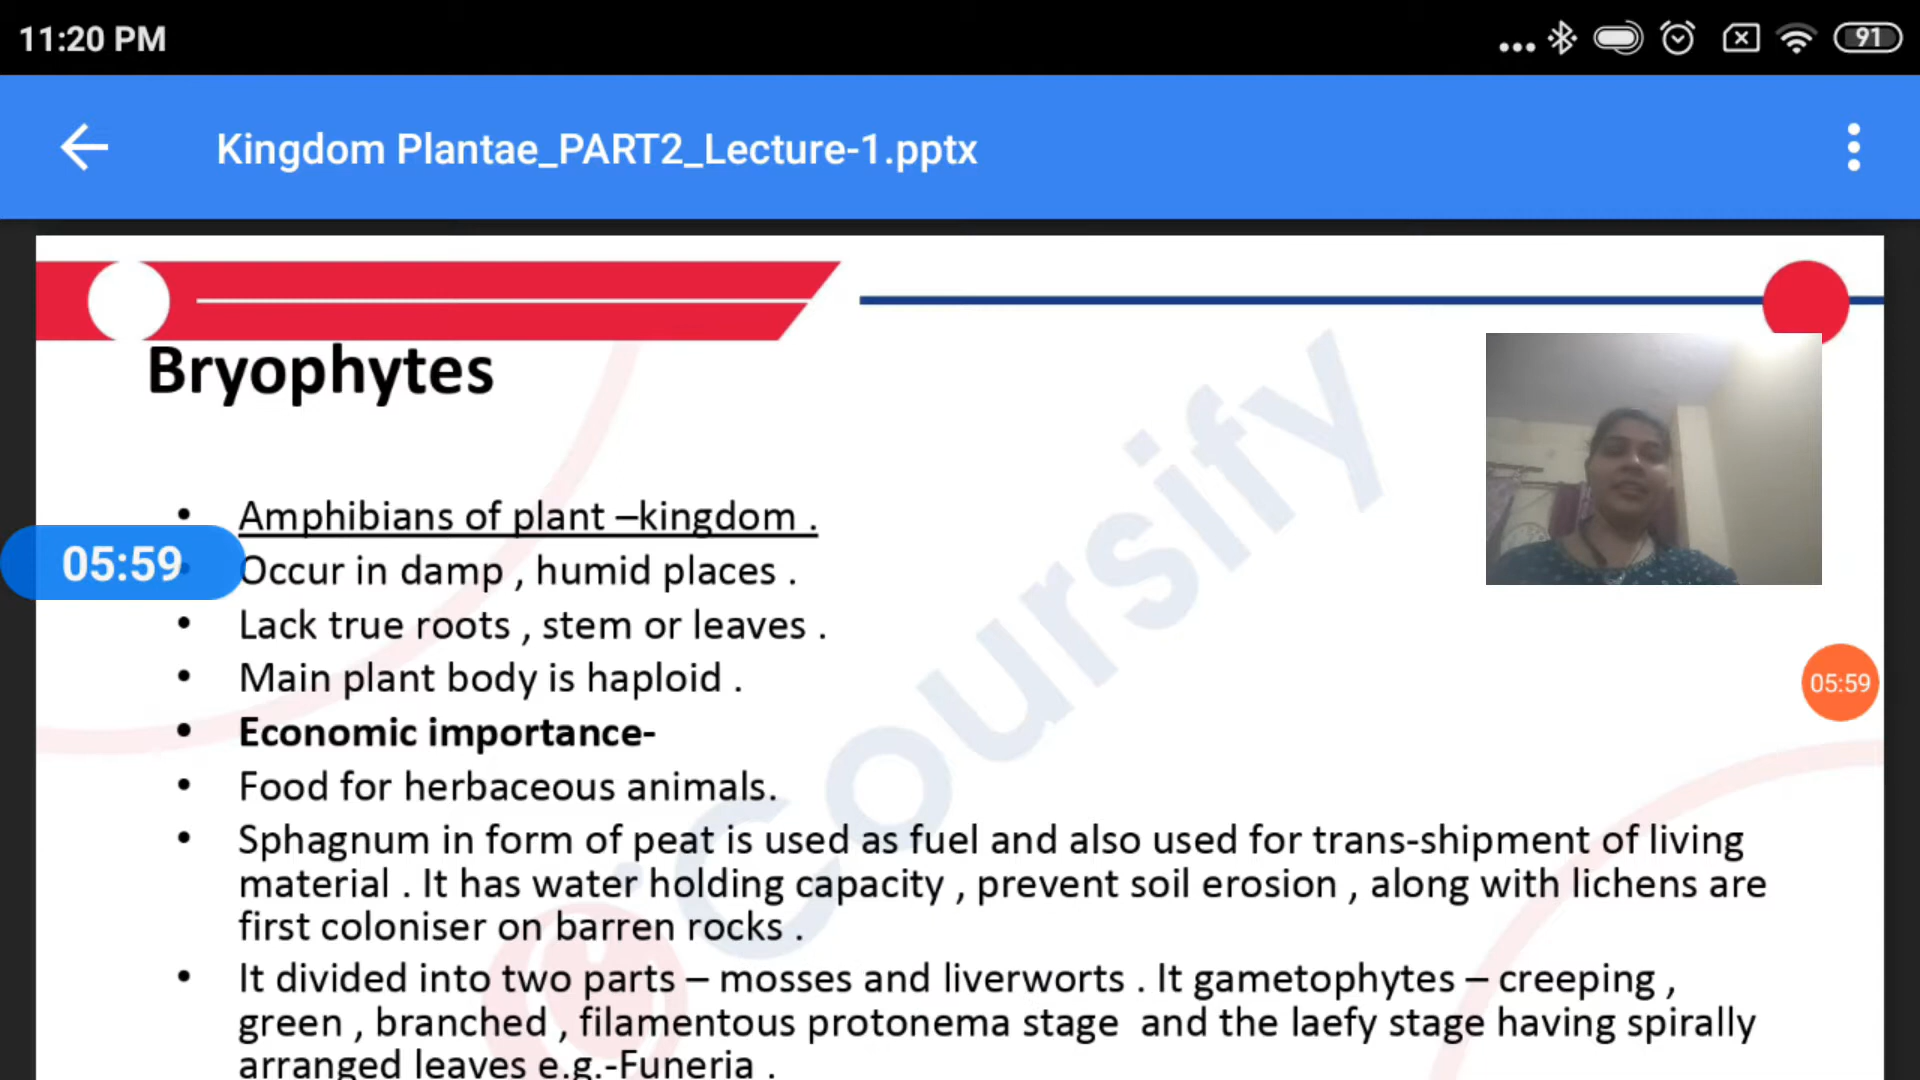 11:20 PM
91
Kingdom Plantae_PART2_Lecture-1.pptx
Bryophytes
• Amphibians of plant –kingdom .
05:59
Occur in damp , humid places .
• Lack true roots , stem or leaves .
• Main plant body is haploid .
05:59
• Economic importance-
• Food for herbaceous animals.
• Sphagnum in form of peat is used as fuel and also used for trans-shipment of living
material . It has water holding capacity , prevent soil erosion , along with lichens are
first coloniser on barren rocks .
• It divided into two parts – mosses and liverworts . It gametophytes – creeping ,
green , branched , filamentous protonema stage and the laefy stage having spirally
arranged leaves e.g.-Funeria .
Coursify